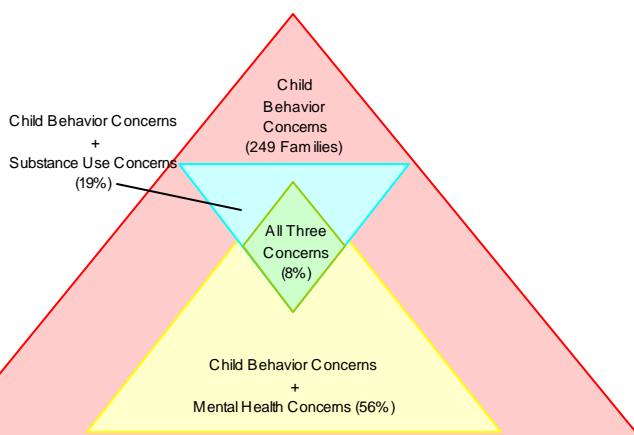 Child
Behavior
Concerns
(249 Families)
Child Behavior Concerns
+
Substance Use Concerns
(19%)
All Three
Concerns
(8%)
Child Behavior Concerns
+
Mental Health Concerns (56%)